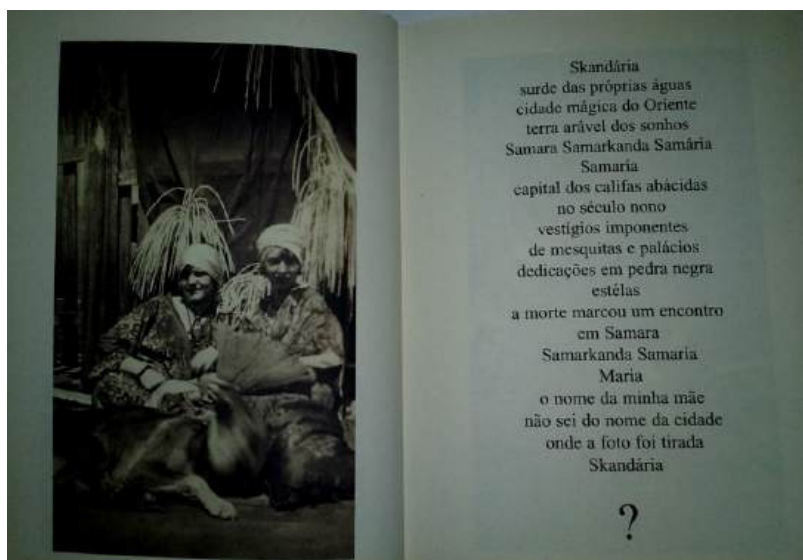 Skandária
surde das próprias águas
cidade mágica do Oriente
terra arável dos sonhos
Samara Samarkanda Samária
Samaria
capital dos califas abácidas
no século nono
vestígios imponentes
de mesquitas e palácios
dedicações em pedra negra
estélas
a morte marcou um encontro
em Samara
Samarkanda Samaria
Maria
o nome da minha mãe
não sei do nome da cidade
onde a foto foi tirada
Skandária
?